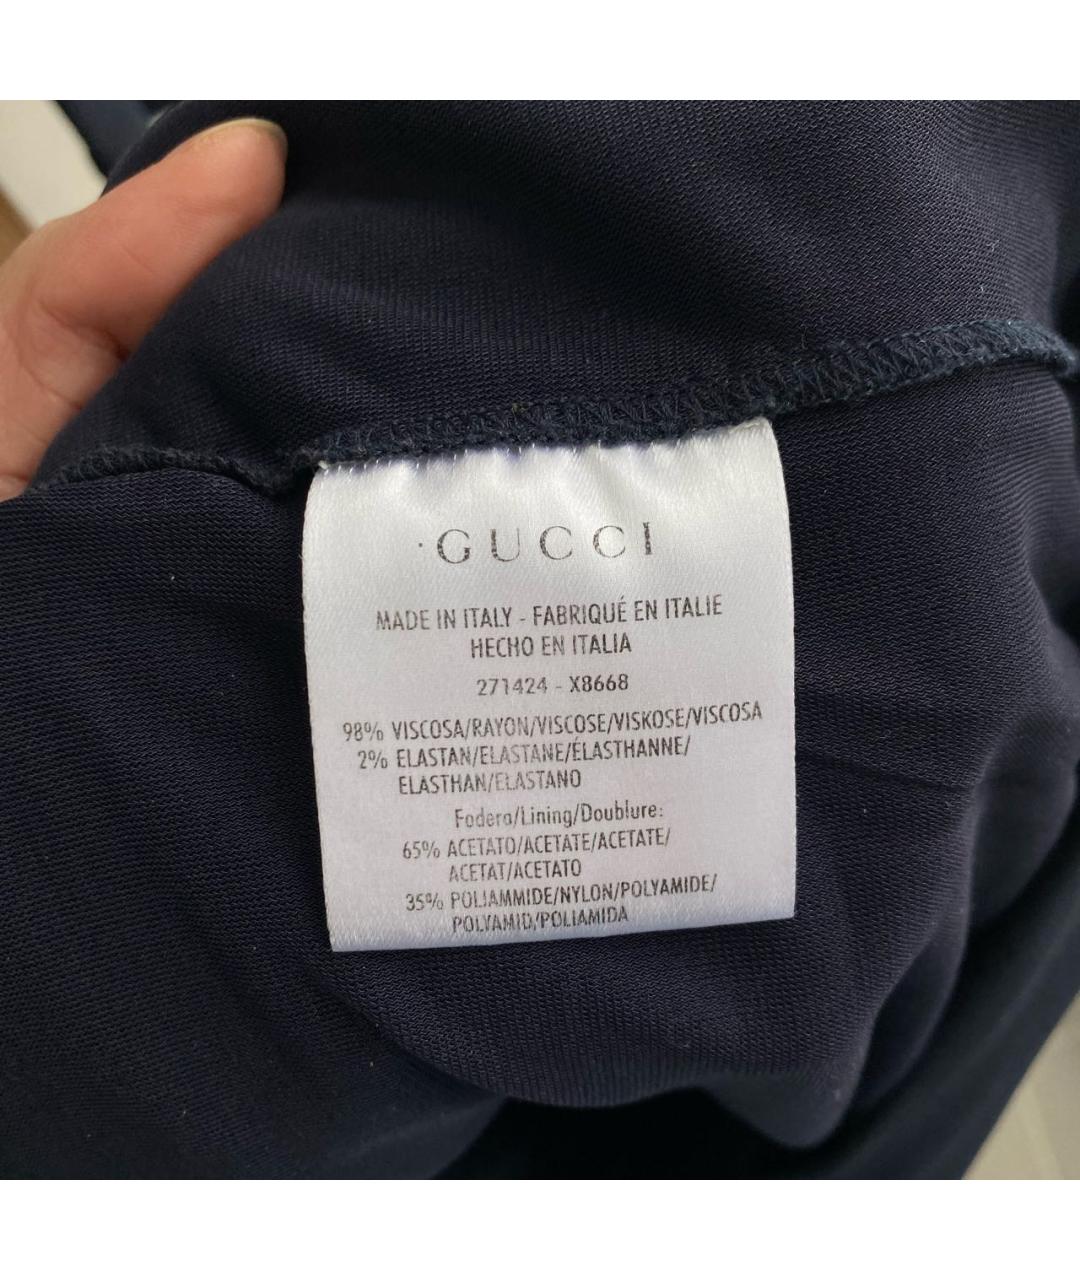 GUCCI
MADE IN ITALY - FABRIQUÉ EN ITALIE
HECHO EN ITALIA
271424 - X8668
98% VISCOSA/RAYON/VISCOSE/VISKOSE/VISCOSA
2% ELASTAN/ELASTANE/ÉLASTHANNE/
ELASTHAN/ELASTANO
Fodera/Lining/Doublure:
65% ACETATO/ACETATE/ACETATE/
ACETAT/ACETATO
35% POLIAMMIDE/NYLON/POLYAMIDE/
POLYAMID/POLIAMIDA